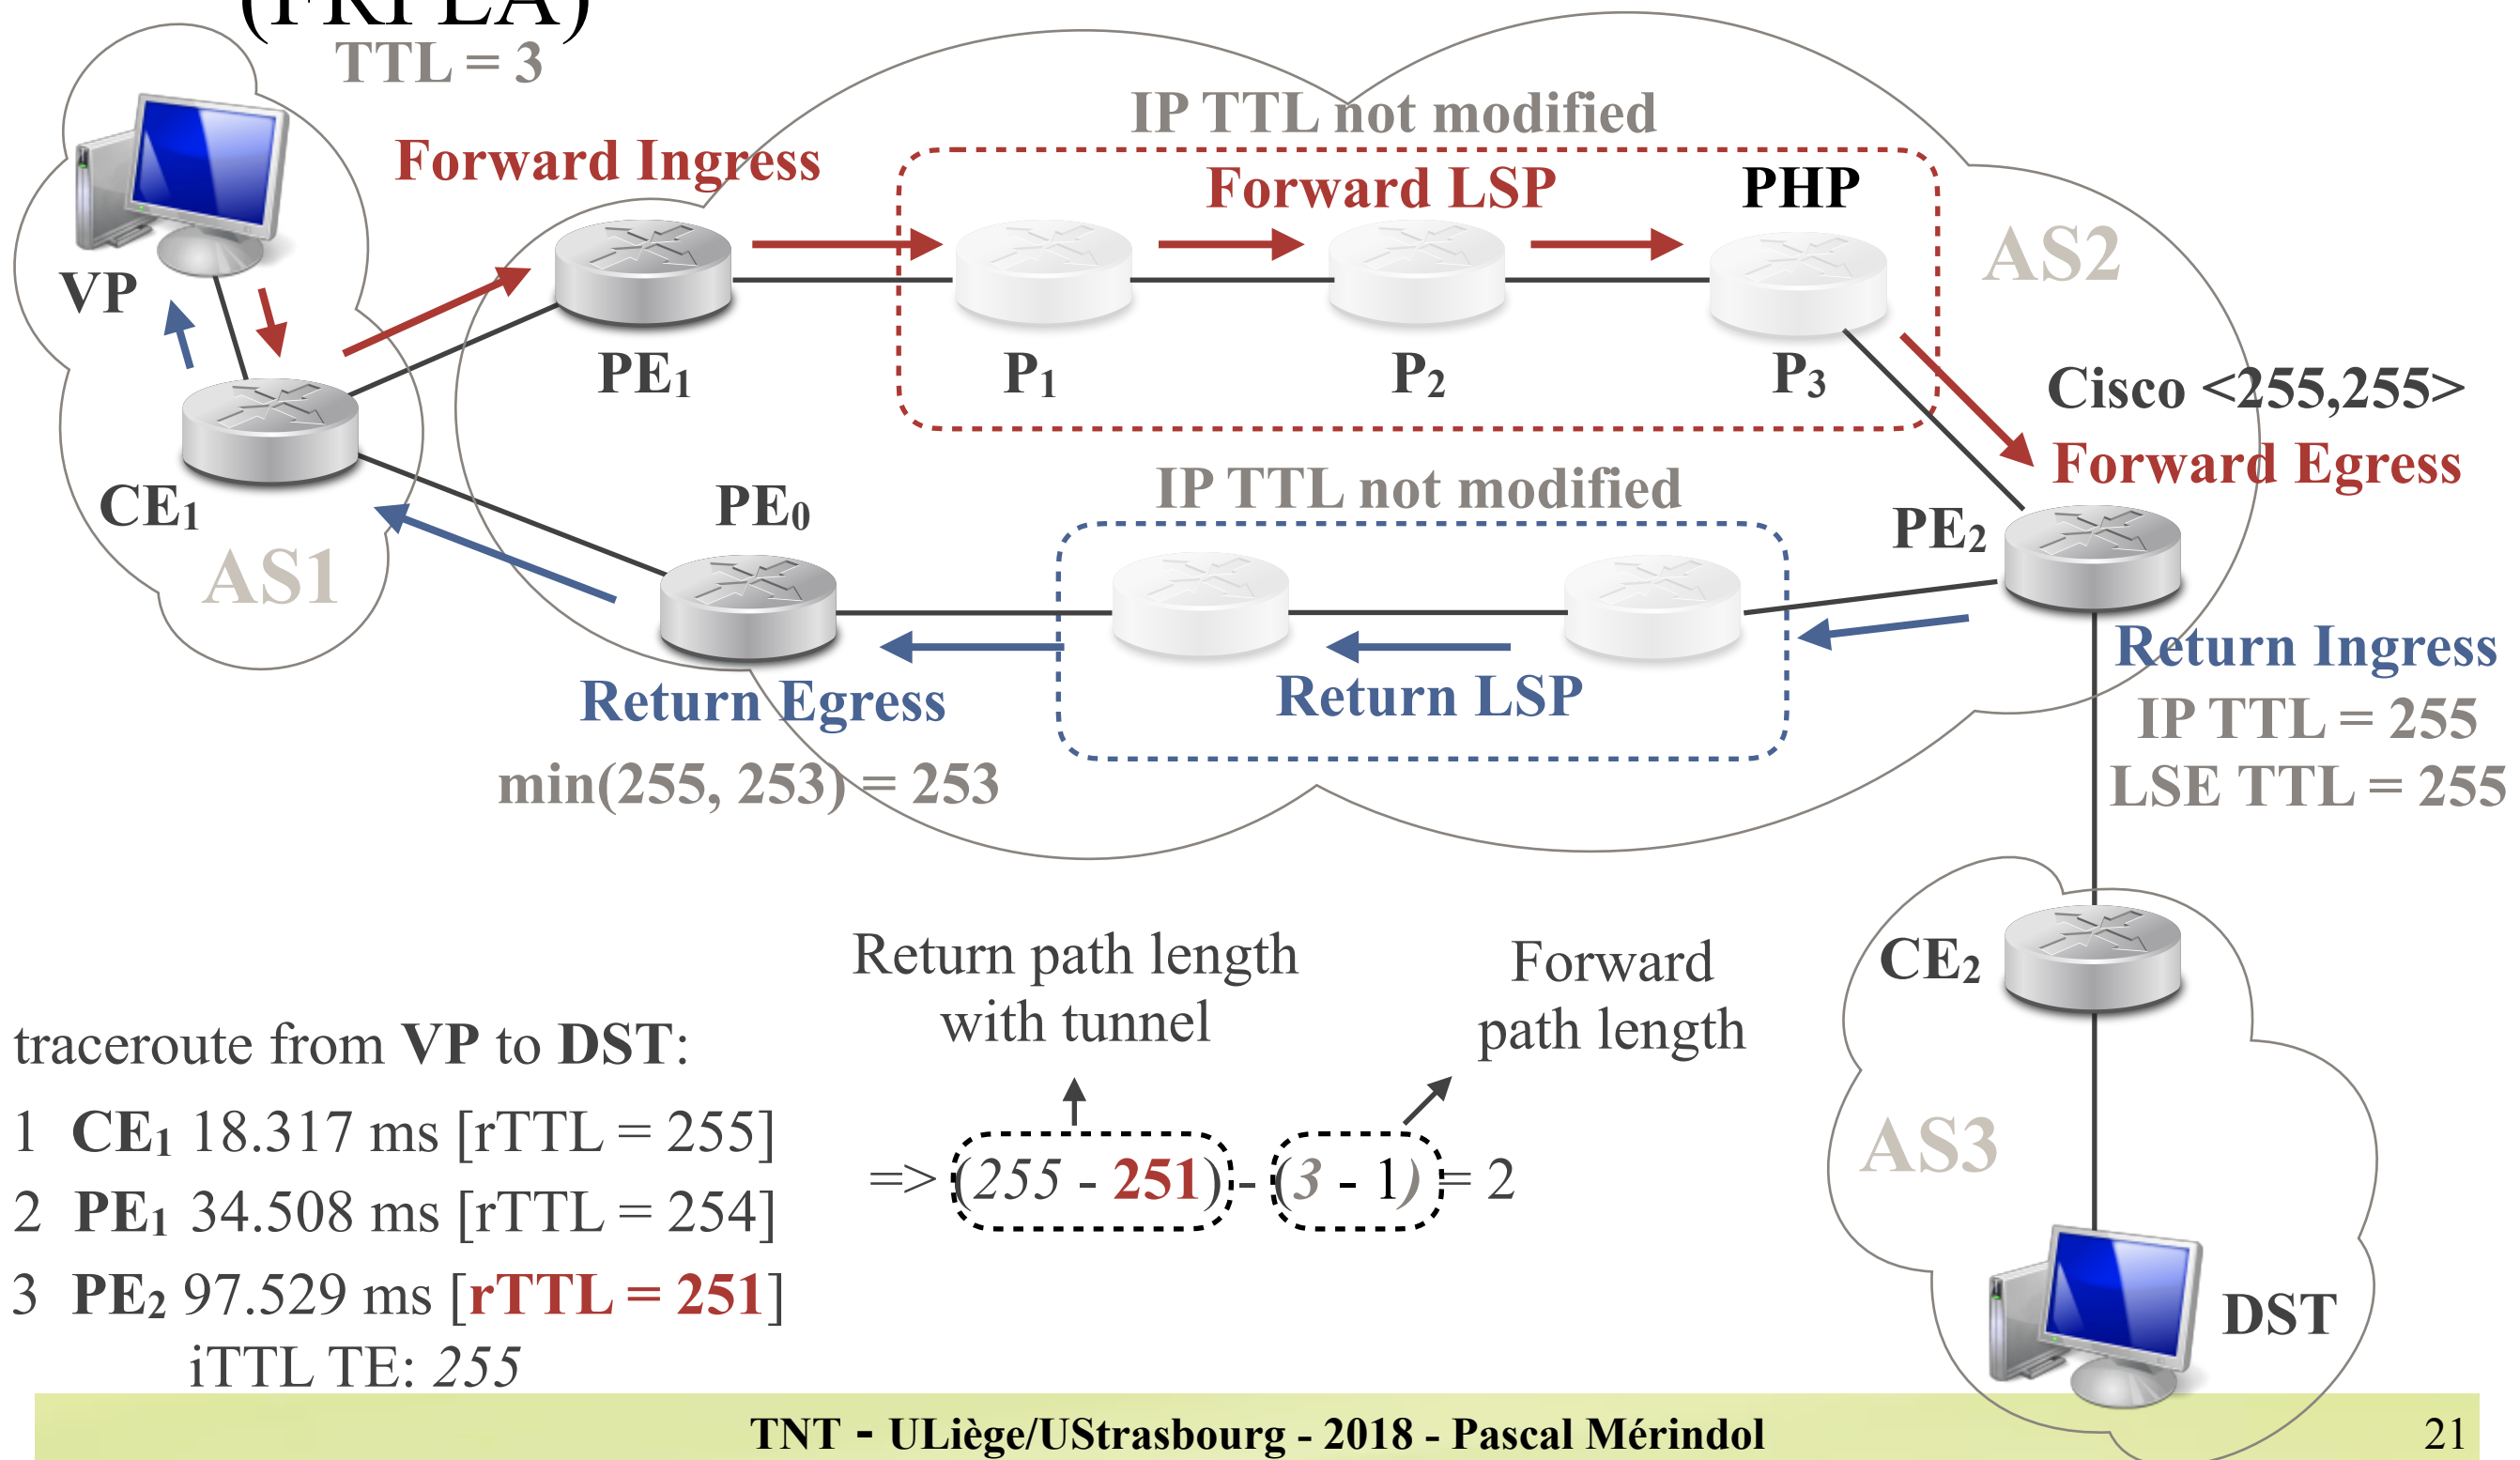 (FRPLA)
TTL = 3
IP TTL not modified
Forward Ingress
Forward LSP
PHP
AS2
VP
PE1
P1
P2
P3
Cisco <255,255>
Forward Egress
IP TTL not modified
CE1
PE0
PE2
AS1
Return Ingress
Return Egress
Return LSP
IP TTL = 255
min(255, 253) = 253
LSE TTL = 255
Return path length
with tunnel
Forward
path length
CE2
traceroute from VP to DST:
1 CE1 18.317 ms [rTTL = 255]
2 PE1 34.508 ms [rTTL = 254]
3 PE2 97.529 ms [rTTL = 251]
iTTL TE: 255
=> (255 - 251) - (3 - 1) = 2
AS3
DST
TNT - ULiège/UStrasbourg - 2018 - Pascal Mérindol
21